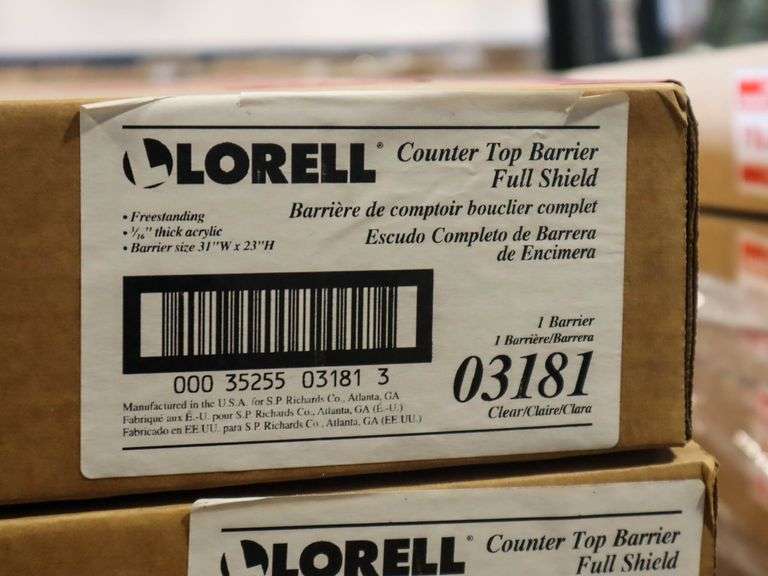 LORELL® Counter Top Barrier
Full Shield
Barrière de comptoir bouclier complet
Escudo Completo de Barrera
de Encimera
• Freestanding
• 1/16" thick acrylic
• Barrier size 31"W x 23"H
000 35255 03181 3
1 Barrier
1 Barrière/Barrera
03181
Clear/Claire/Clara
Manufactured in the U.S.A. for S.P. Richards Co., Atlanta, GA
Fabriqué aux É.-U. pour S.P. Richards Co., Atlanta, GA (É.-U.)
Fabricado en EE.UU. para S.P. Richards Co., Atlanta, GA (EE.UU.)
LORELL® Counter Top Barrier
Full Shield